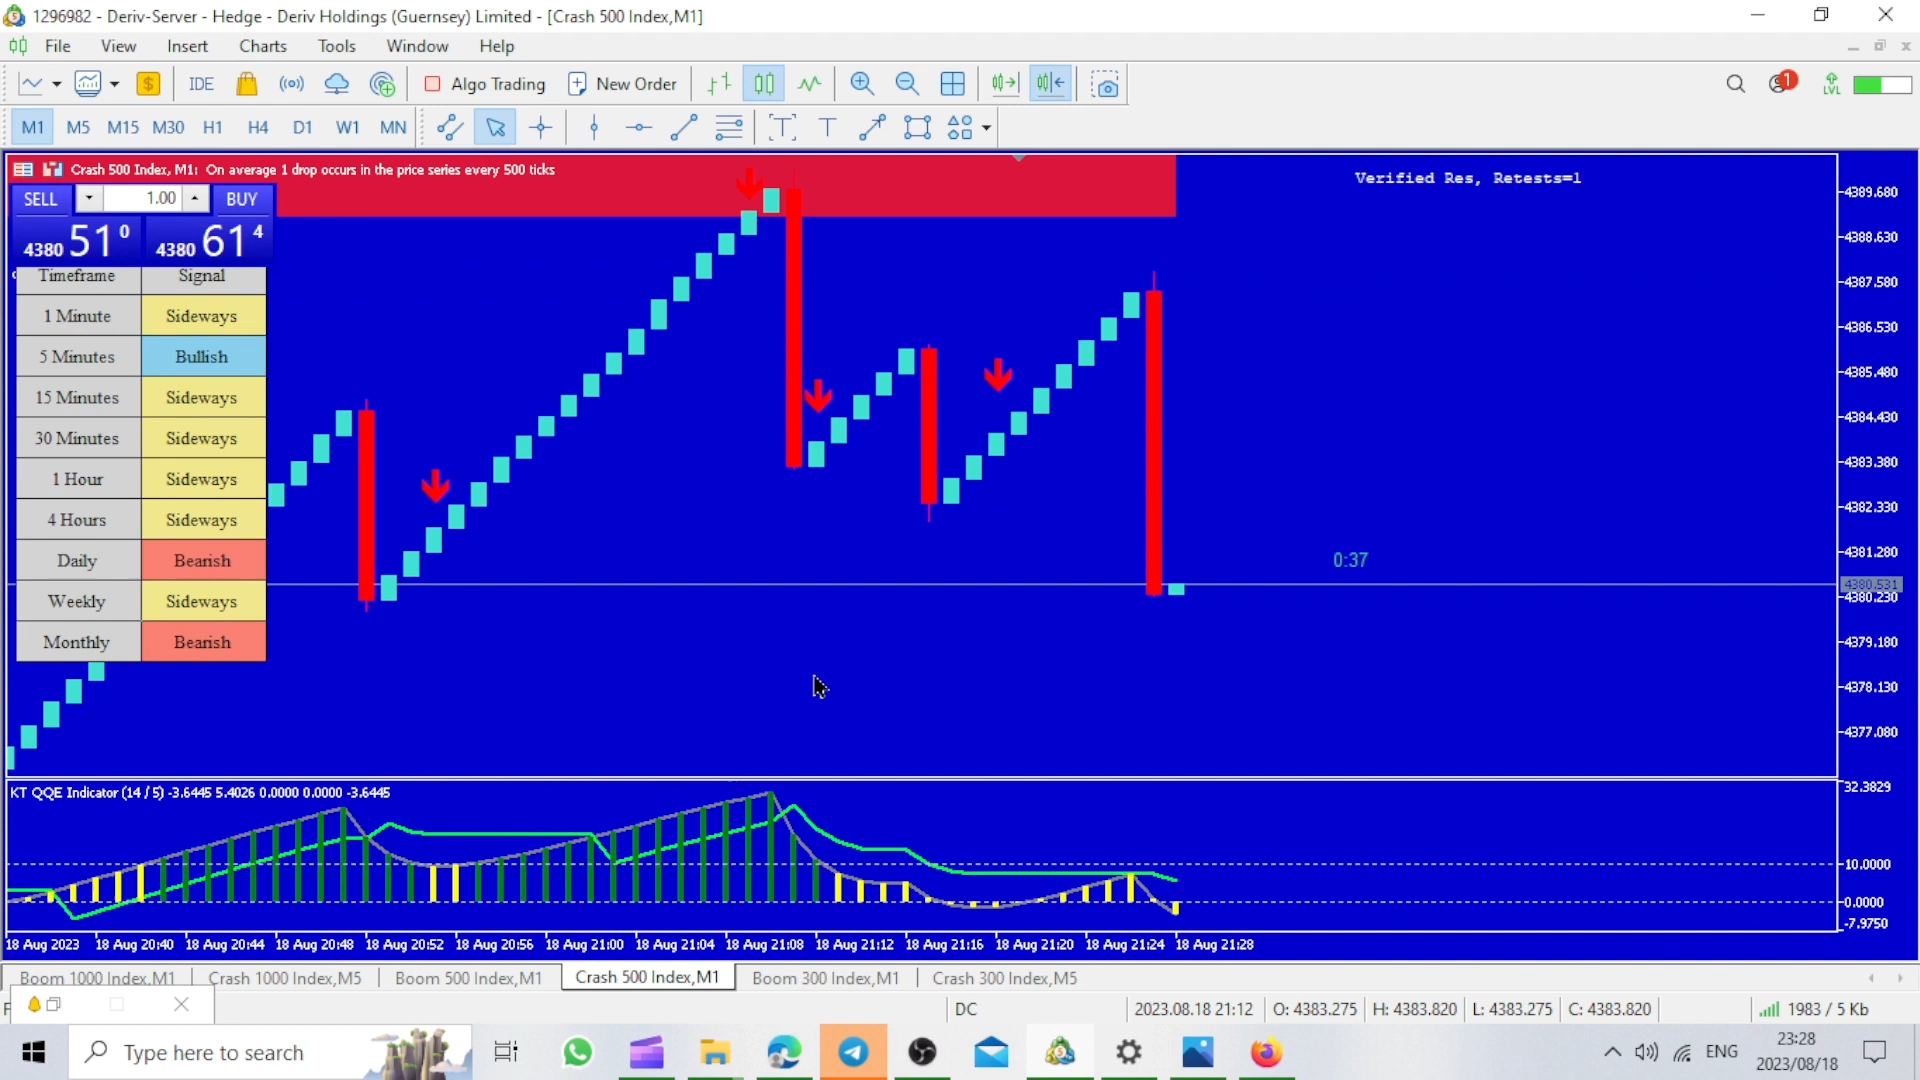 1296982 - Deriv-Server - Hedge - Deriv Holdings (Guernsey) Limited - [Crash 500 Index,M1]
File View Insert Charts Tools Window Help
IDE Algo Trading New Order 1 LVL
M1 M5 M15 M30 H1 H4 D1 W1 MN T T
Crash 500 Index, M1: On average 1 drop occurs in the price series every 500 ticks
Verified Res, Retests=1
SELL 1.00 BUY
4380 51 0 4380 61 4
Timeframe Signal
1 Minute Sideways
5 Minutes Bullish
15 Minutes Sideways
30 Minutes Sideways
1 Hour Sideways
4 Hours Sideways
Daily Bearish
Weekly Sideways
Monthly Bearish
0:37
4389.680
4388.630
4387.580
4386.530
4385.480
4384.430
4383.380
4382.330
4381.280
4380.531
4380.230
4379.180
4378.130
4377.080
KT QQE Indicator (14 / 5) -3.6445 5.4026 0.0000 0.0000 -3.6445
32.3829
10.0000
0.0000
-7.9750
18 Aug 2023 18 Aug 20:40 18 Aug 20:44 18 Aug 20:48 18 Aug 20:52 18 Aug 20:56 18 Aug 21:00 18 Aug 21:04 18 Aug 21:08 18 Aug 21:12 18 Aug 21:16 18 Aug 21:20 18 Aug 21:24 18 Aug 21:28
Boom 1000 Index,M1 Crash 1000 Index,M5 Boom 500 Index,M1 Crash 500 Index,M1 Boom 300 Index,M1 Crash 300 Index,M5
DC 2023.08.18 21:12 O: 4383.275 H: 4383.820 L: 4383.275 C: 4383.820 1983 / 5 Kb
Type here to search
ENG
23:28
2023/08/18